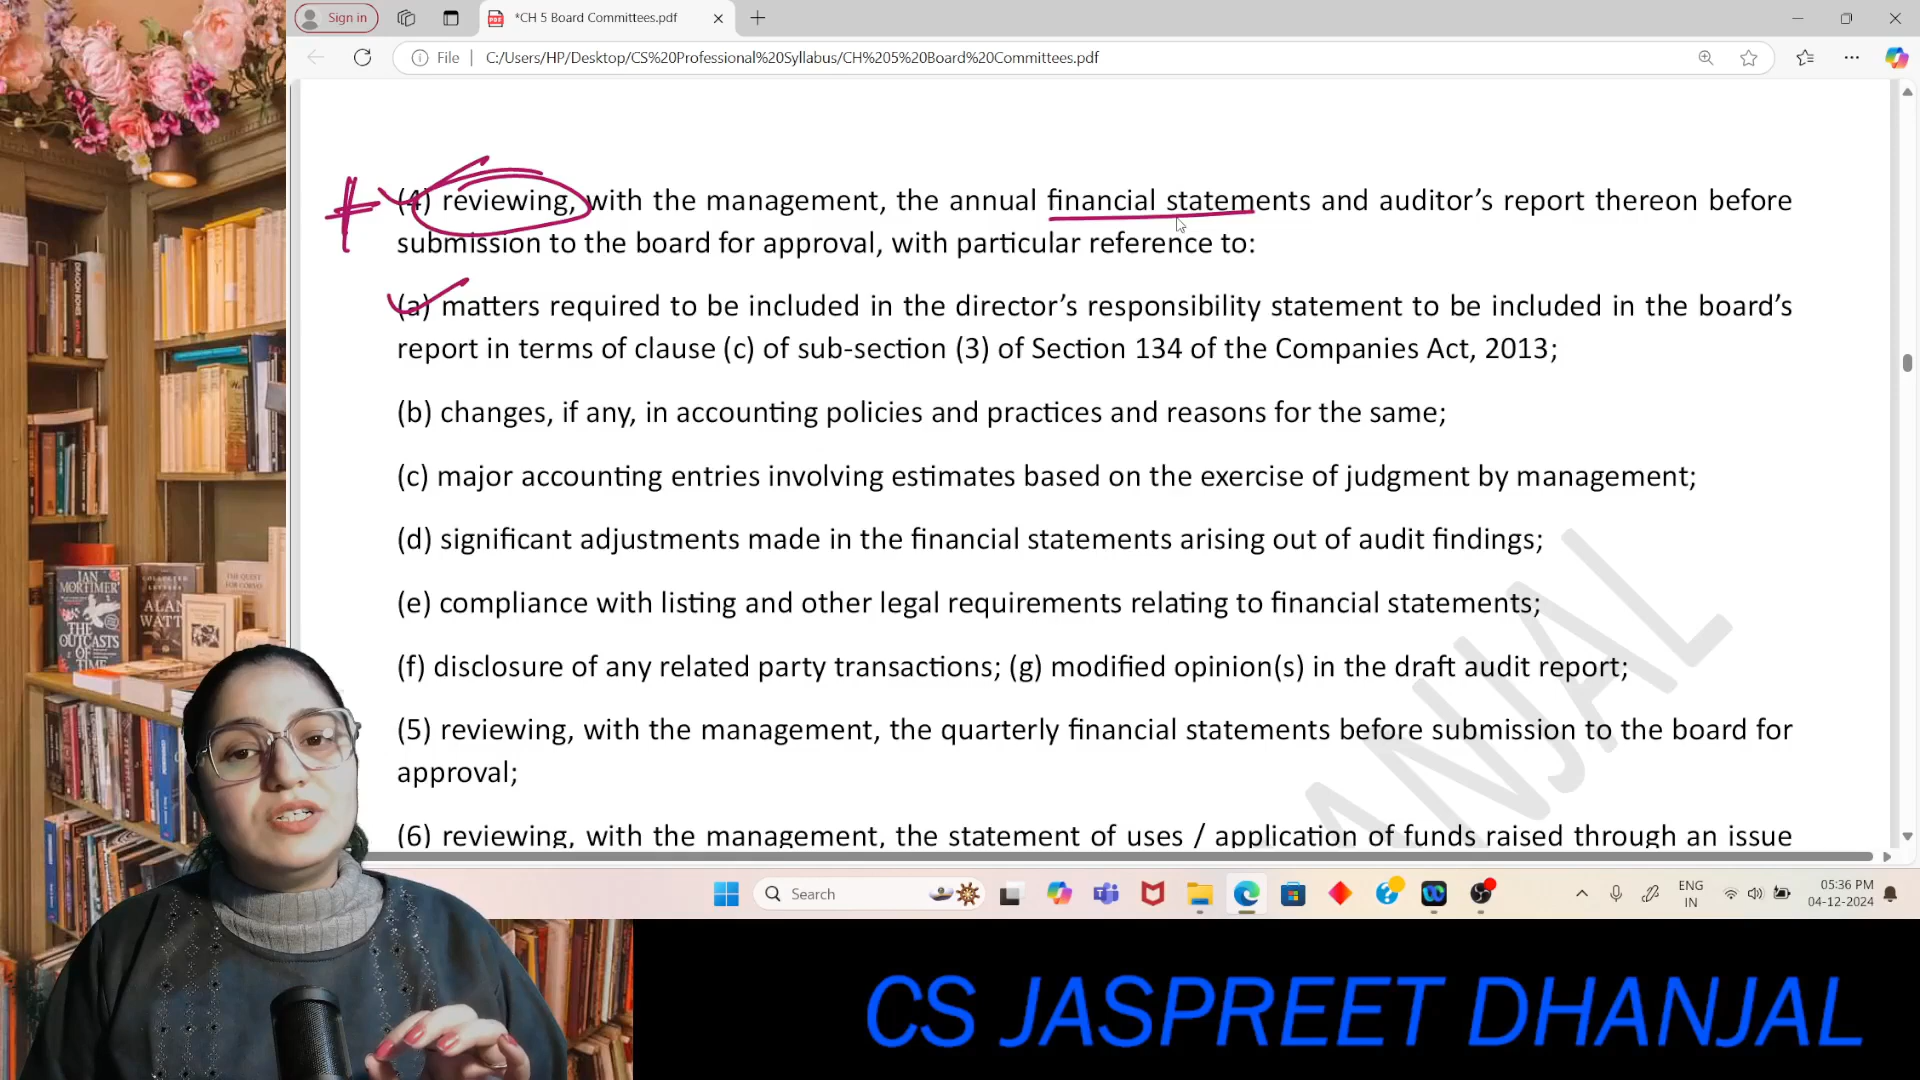 Sign in
*CH 5 Board Committees.pdf
File
C:/Users/HP/Desktop/CS%20Professional%20Syllabus/CH%205%20Board%20Committees.pdf
(4) reviewing, with the management, the annual financial statements and auditor’s report thereon before
submission to the board for approval, with particular reference to:
(a) matters required to be included in the director’s responsibility statement to be included in the board’s
report in terms of clause (c) of sub-section (3) of Section 134 of the Companies Act, 2013;
(b) changes, if any, in accounting policies and practices and reasons for the same;
(c) major accounting entries involving estimates based on the exercise of judgment by management;
(d) significant adjustments made in the financial statements arising out of audit findings;
(e) compliance with listing and other legal requirements relating to financial statements;
(f) disclosure of any related party transactions; (g) modified opinion(s) in the draft audit report;
(5) reviewing, with the management, the quarterly financial statements before submission to the board for
approval;
(6) reviewing, with the management, the statement of uses / application of funds raised through an issue
ANJAL
JAN
MORTIMER
THE
OUTCASTS
OF
TIME
ALAN
WATT
Search
ENG
IN
05:36 PM
04-12-2024
CS JASPREET DHANJAL